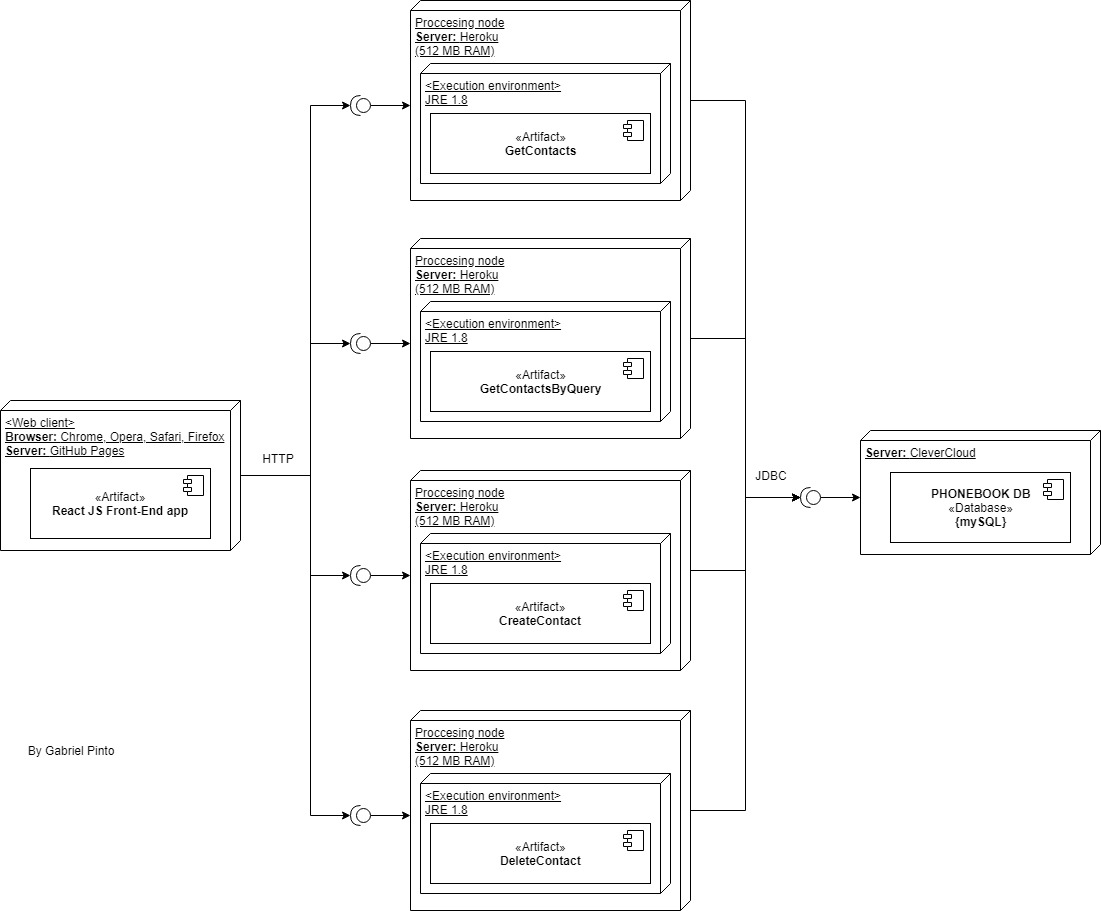 Proccesing node
Server: Heroku
(512 MB RAM)
<Execution environment>
JRE 1.8
«Artifact»
GetContacts
Proccesing node
Server: Heroku
(512 MB RAM)
<Execution environment>
JRE 1.8
«Artifact»
GetContactsByQuery
<Web client>
Browser: Chrome, Opera, Safari, Firefox
Server: GitHub Pages
«Artifact»
React JS Front-End app
HTTP
Proccesing node
Server: Heroku
(512 MB RAM)
<Execution environment>
JRE 1.8
«Artifact»
CreateContact
JDBC
Server: CleverCloud
PHONEBOOK DB
«Database»
{mySQL}
Proccesing node
Server: Heroku
(512 MB RAM)
<Execution environment>
JRE 1.8
«Artifact»
DeleteContact
By Gabriel Pinto